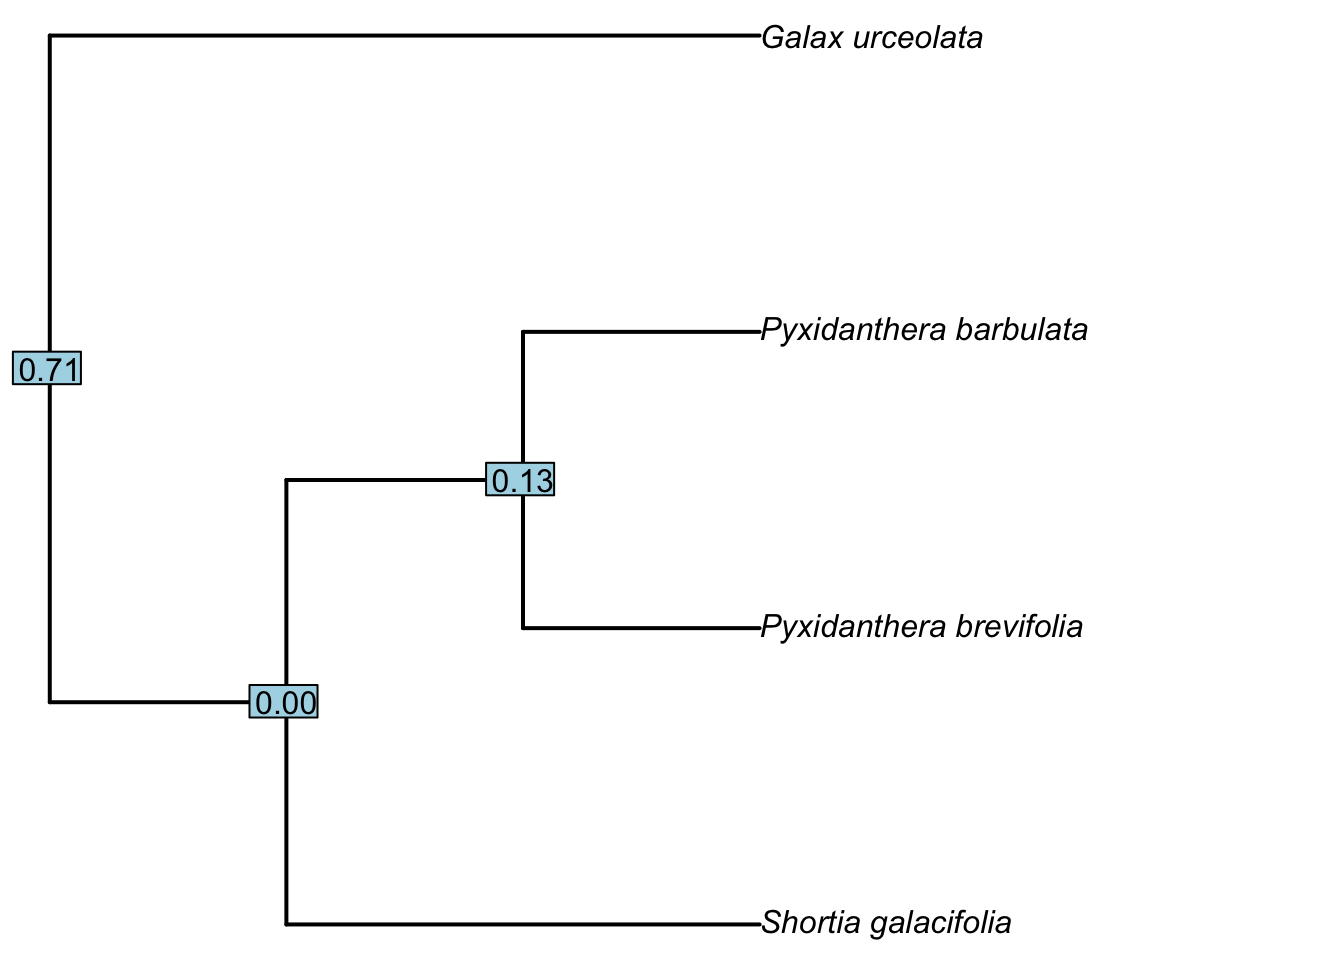 Galax urceolata
Pyxidanthera barbulata
0.71
0.13
Pyxidanthera brevifolia
0.00
Shortia galacifolia